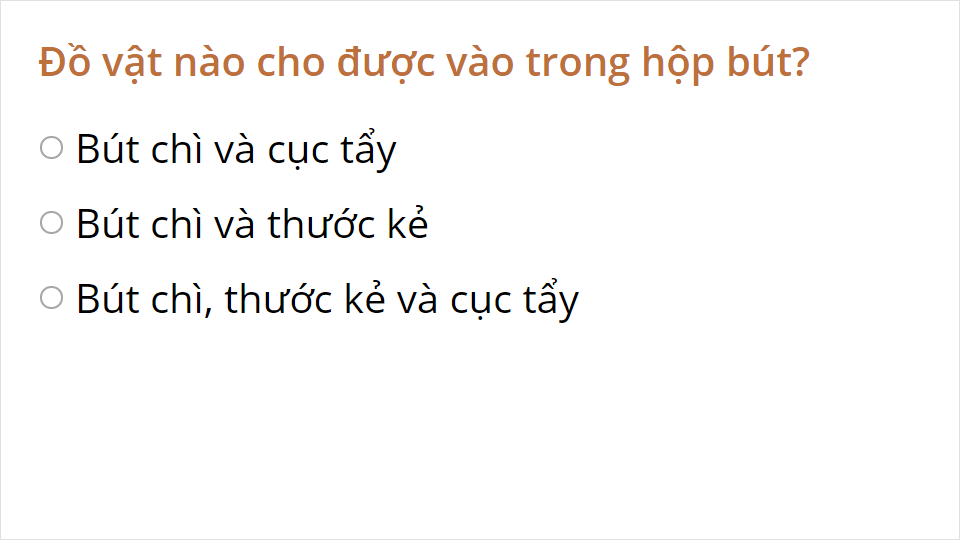 Đồ vật nào cho được vào trong hộp bút?
Bút chì và cục tẩy
Bút chì và thước kẻ
Bút chì, thước kẻ và cục tẩy